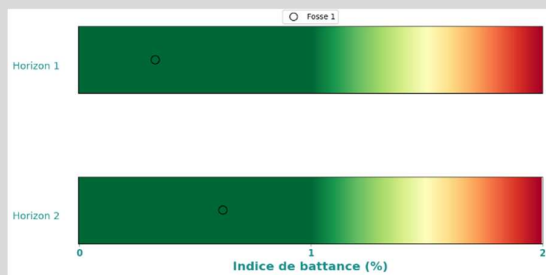 Fosse 1
Horizon 1
Horizon 2
0 1 2
Indice de battance (%)